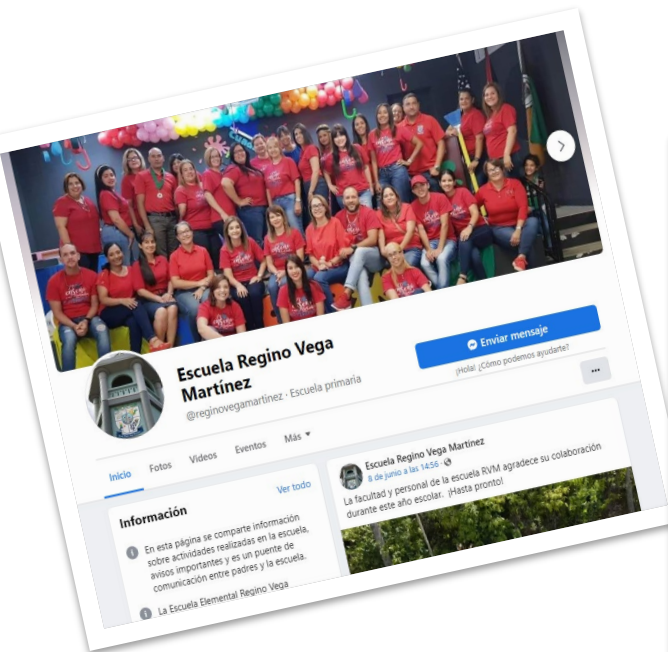 Escuela Regino Vega
Martínez
@reginovegamartinez · Escuela primaria
Enviar mensaje
¡Hola! ¿Cómo podemos ayudarte?
Inicio
Fotos
Videos
Eventos
Más
Información
Ver todo
En esta página se comparte información
sobre actividades realizadas en la escuela,
avisos importantes y es un puente de
comunicación entre padres y la escuela.
La Escuela Elemental Regino Vega
Escuela Regino Vega Martínez
8 de junio a las 14:56 ·
La facultad y personal de la escuela RVM agradece su colaboración
durante este año escolar. ¡Hasta pronto!